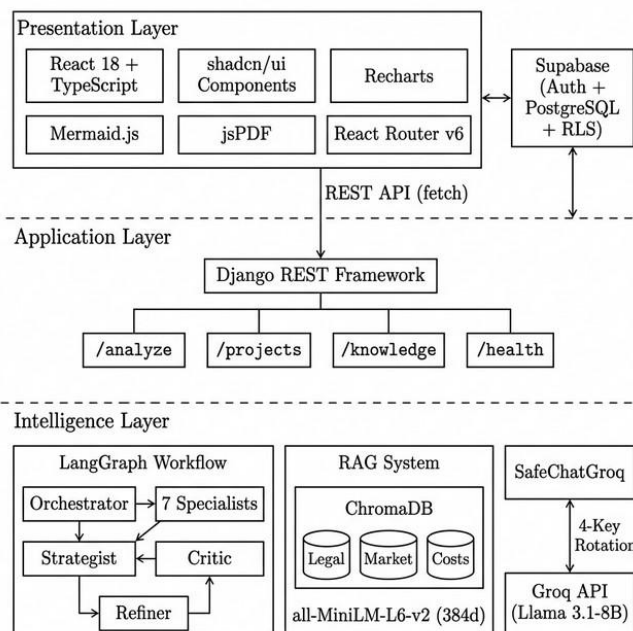 Presentation Layer
React 18 +
TypeScript
shadcn/ui
Components
Recharts
Mermaid.js
jsPDF
React Router v6
Supabase
(Auth +
PostgreSQL
+ RLS)
REST API (fetch)
Application Layer
Django REST Framework
/analyze
/projects
/knowledge
/health
Intelligence Layer
LangGraph Workflow
Orchestrator
7 Specialists
Strategist
Critic
Refiner
RAG System
ChromaDB
Legal
Market
Costs
all-MiniLM-L6-v2 (384d)
SafeChatGroq
4-Key
Rotation
Groq API
(Llama 3.1-8B)